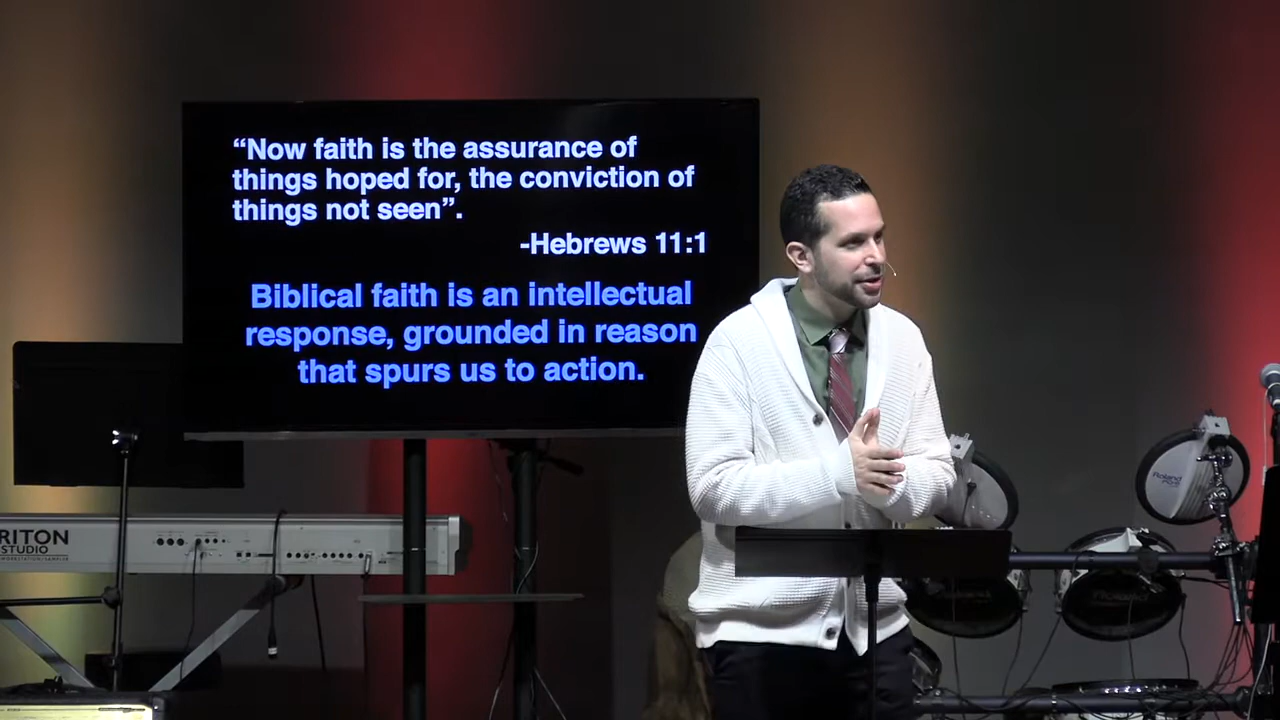 “Now faith is the assurance of
things hoped for, the conviction of
things not seen”.
-Hebrews 11:1
Biblical faith is an intellectual
response, grounded in reason
that spurs us to action.
RITON
STUDIO
Roland